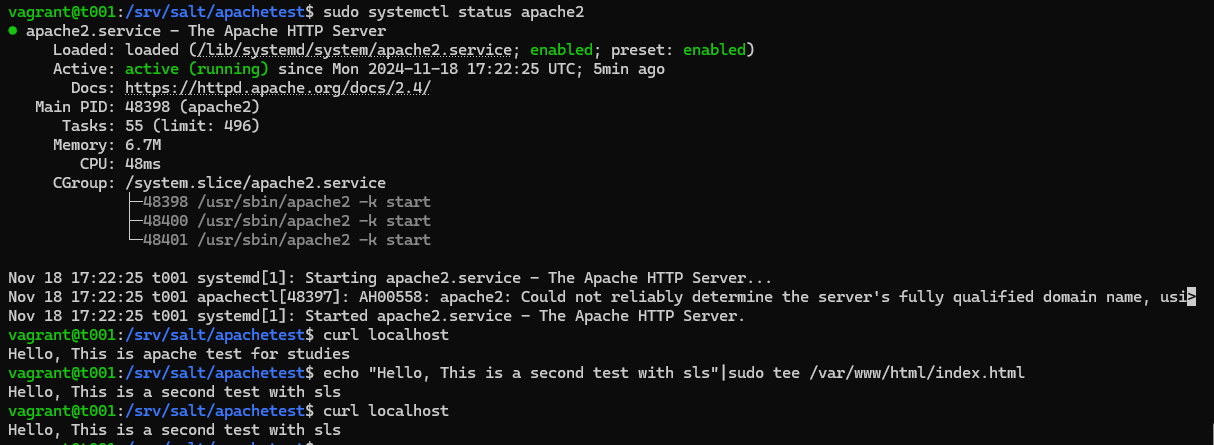 vagrant@t001:/srv/salt/apachetest$ sudo systemctl status apache2
● apache2.service - The Apache HTTP Server
     Loaded: loaded (/lib/systemd/system/apache2.service; enabled; preset: enabled)
     Active: active (running) since Mon 2024-11-18 17:22:25 UTC; 5min ago
       Docs: https://httpd.apache.org/docs/2.4/
   Main PID: 48398 (apache2)
      Tasks: 55 (limit: 496)
     Memory: 6.7M
        CPU: 48ms
     CGroup: /system.slice/apache2.service
             ├─48398 /usr/sbin/apache2 -k start
             ├─48400 /usr/sbin/apache2 -k start
             └─48401 /usr/sbin/apache2 -k start

Nov 18 17:22:25 t001 systemd[1]: Starting apache2.service - The Apache HTTP Server...
Nov 18 17:22:25 t001 apachectl[48397]: AH00558: apache2: Could not reliably determine the server's fully qualified domain name, usi>
Nov 18 17:22:25 t001 systemd[1]: Started apache2.service - The Apache HTTP Server.
vagrant@t001:/srv/salt/apachetest$ curl localhost
Hello, This is apache test for studies
vagrant@t001:/srv/salt/apachetest$ echo "Hello, This is a second test with sls"|sudo tee /var/www/html/index.html
Hello, This is a second test with sls
vagrant@t001:/srv/salt/apachetest$ curl localhost
Hello, This is a second test with sls